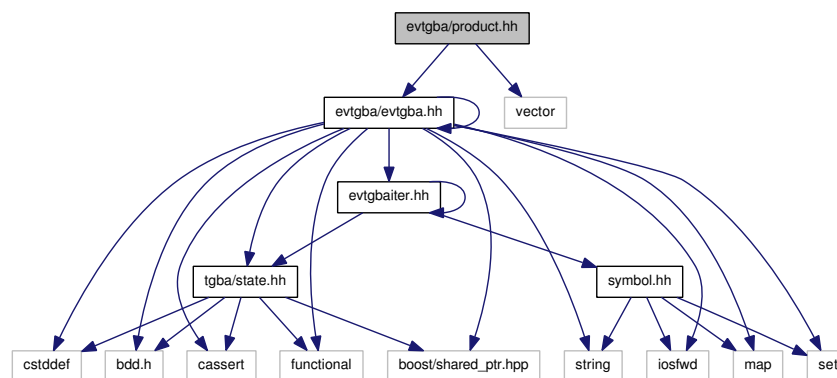 evtgba/product.hh
evtgba/evtgba.hh
vector
evtgbaiter.hh
tgba/state.hh
symbol.hh
cstddef
bdd.h
cassert
functional
boost/shared_ptr.hpp
string
iosfwd
map
set